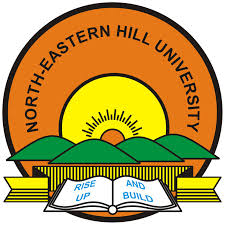 NORTH-EASTERN HILL UNIVERSITY
RISE AND
UP BUILD